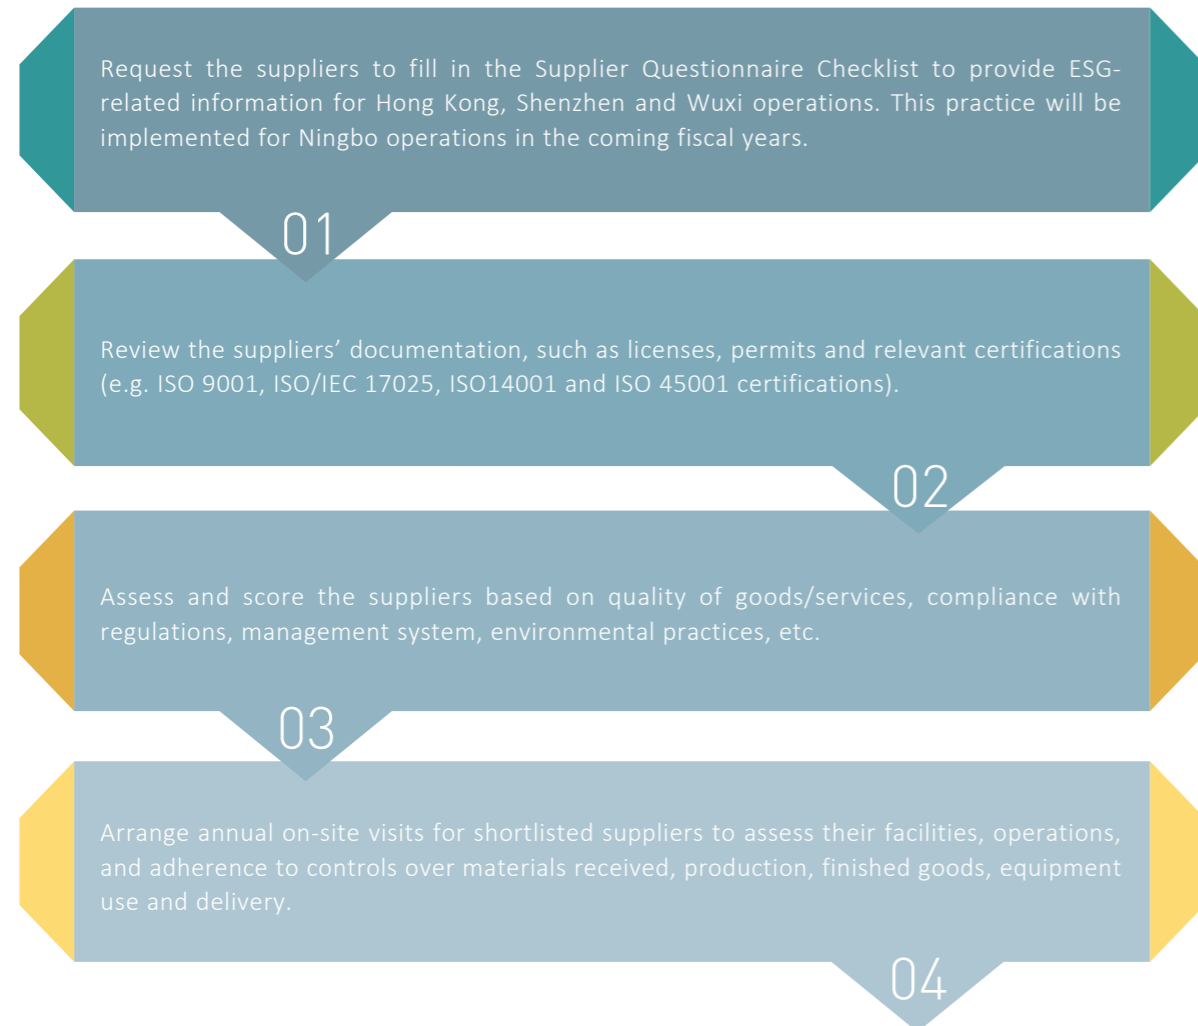 Request the suppliers to fill in the Supplier Questionnaire Checklist to provide ESG-
related information for Hong Kong, Shenzhen and Wuxi operations. This practice will be
implemented for Ningbo operations in the coming fiscal years.
01
Review the suppliers’ documentation, such as licenses, permits and relevant certifications
(e.g. ISO 9001, ISO/IEC 17025, ISO14001 and ISO 45001 certifications).
02
Assess and score the suppliers based on quality of goods/services, compliance with
regulations, management system, environmental practices, etc.
03
Arrange annual on-site visits for shortlisted suppliers to assess their facilities, operations,
and adherence to controls over materials received, production, finished goods, equipment
use and delivery.
04